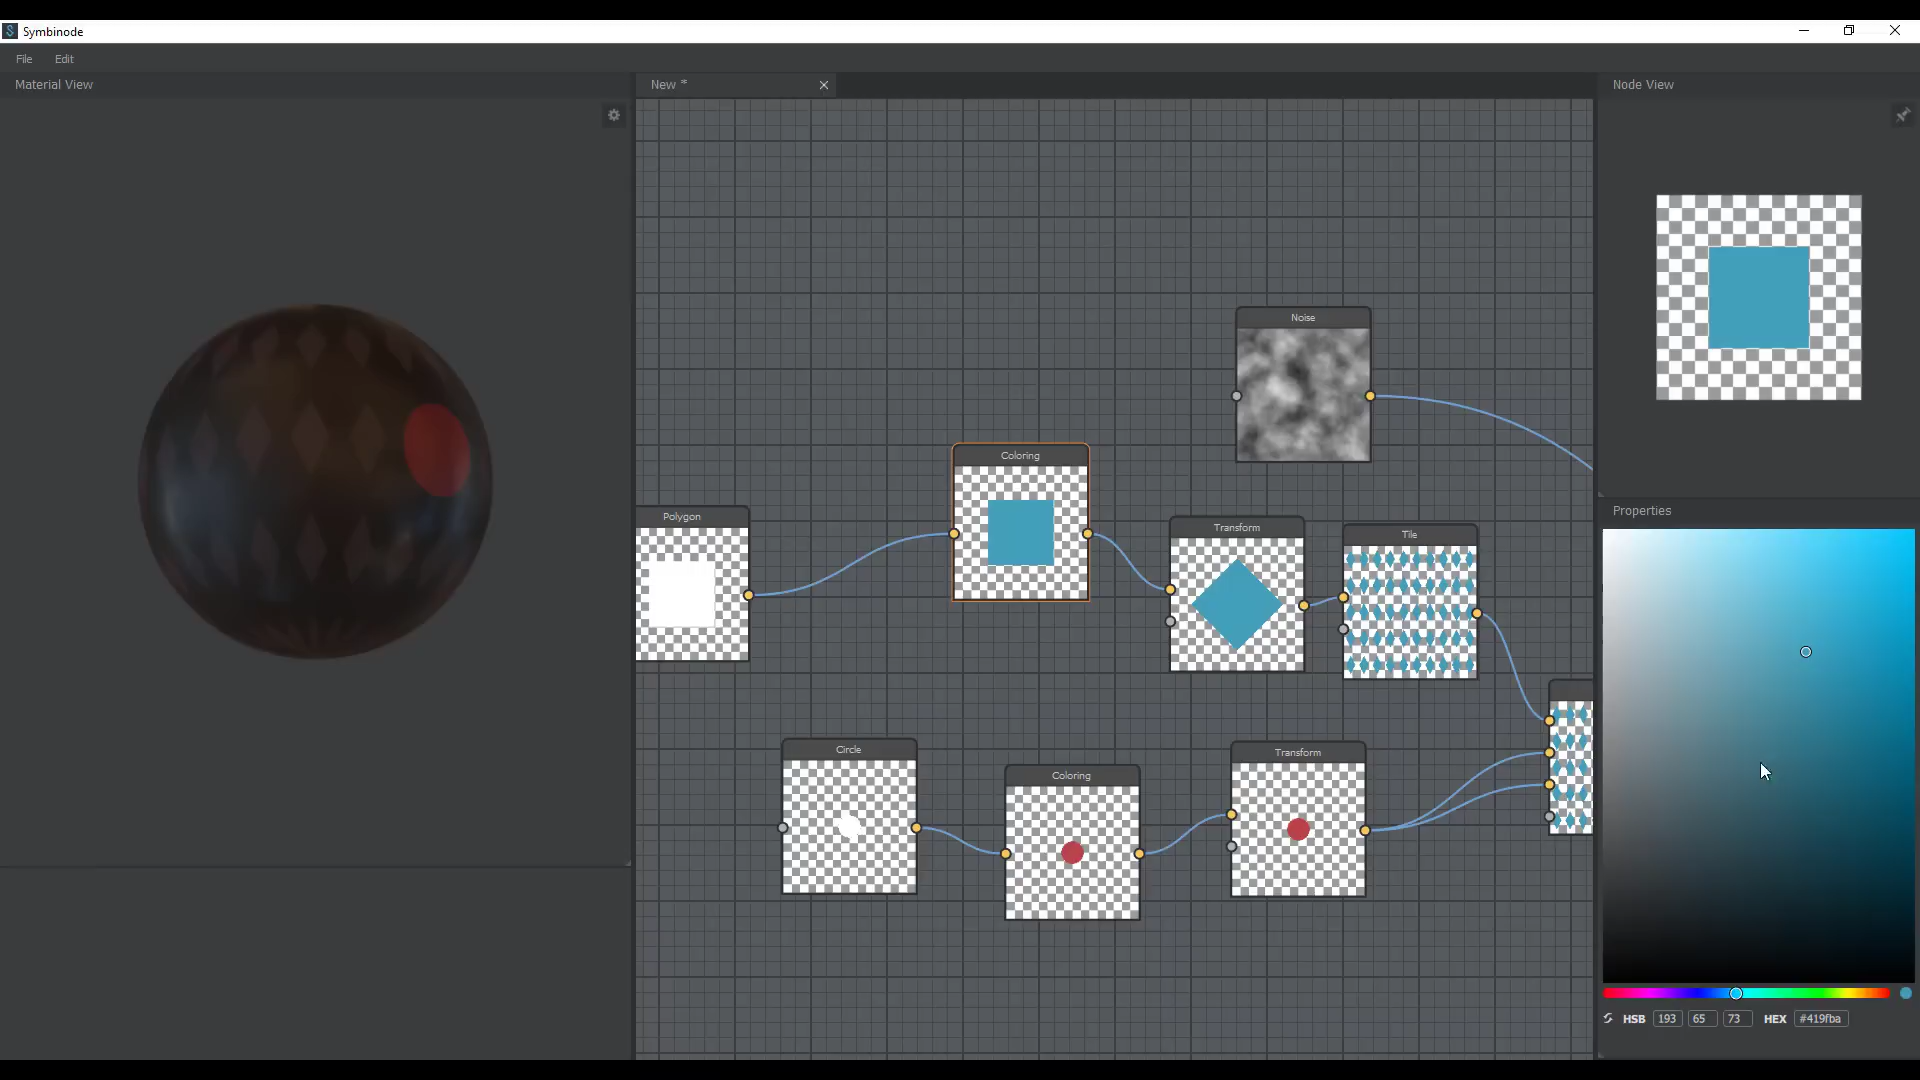 Symbinode
File Edit
Material View
New *
Node View
Noise
Coloring
Polygon
Transform
Tile
Properties
Circle
Coloring
Transform
HSB 193 65 73 HEX #419fba